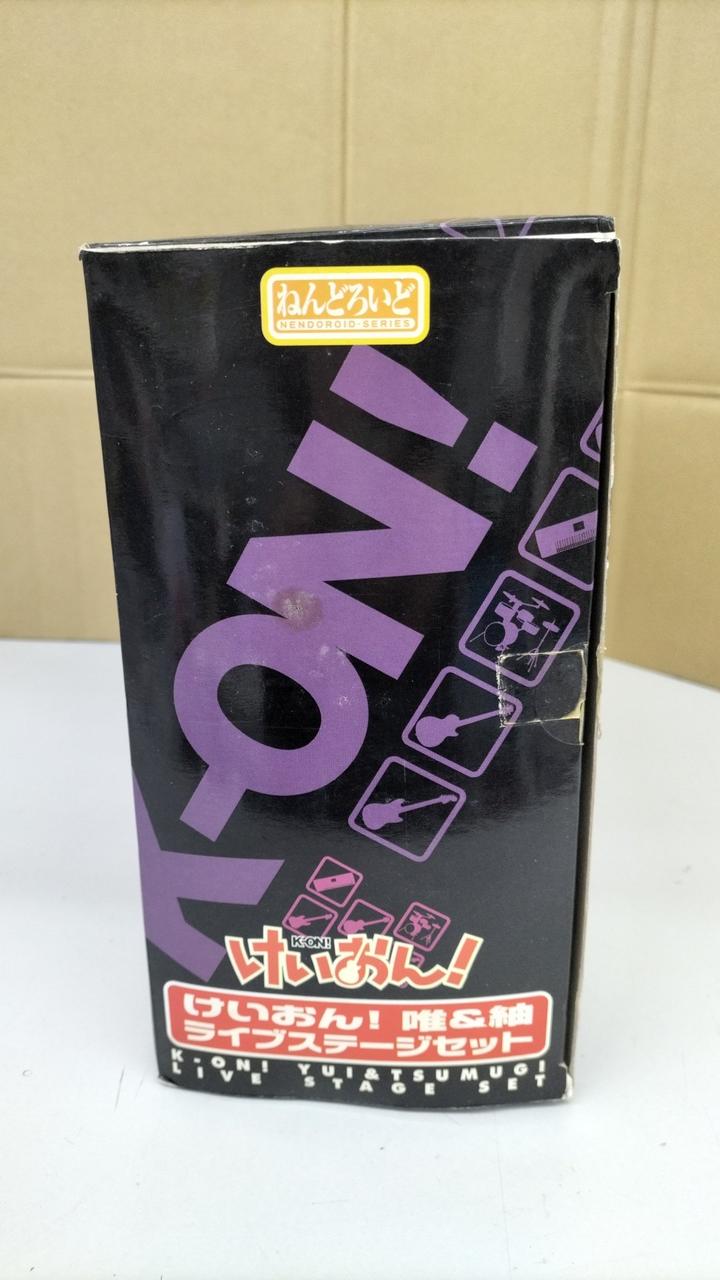 ねんどろいど
NENDOROID-SERIES
K-ON!
K-ON!
けいおん!
けいおん! 唯&紬
ライブステージセット
K-ON! YUI&TSUMUGI
LIVE STAGE SET